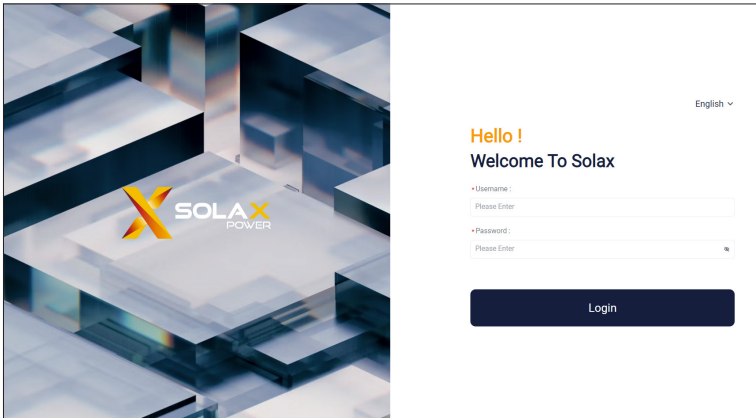 SOLAX
POWER
English
Hello !
Welcome To Solax
* Username :
Please Enter
* Password :
Please Enter
Login